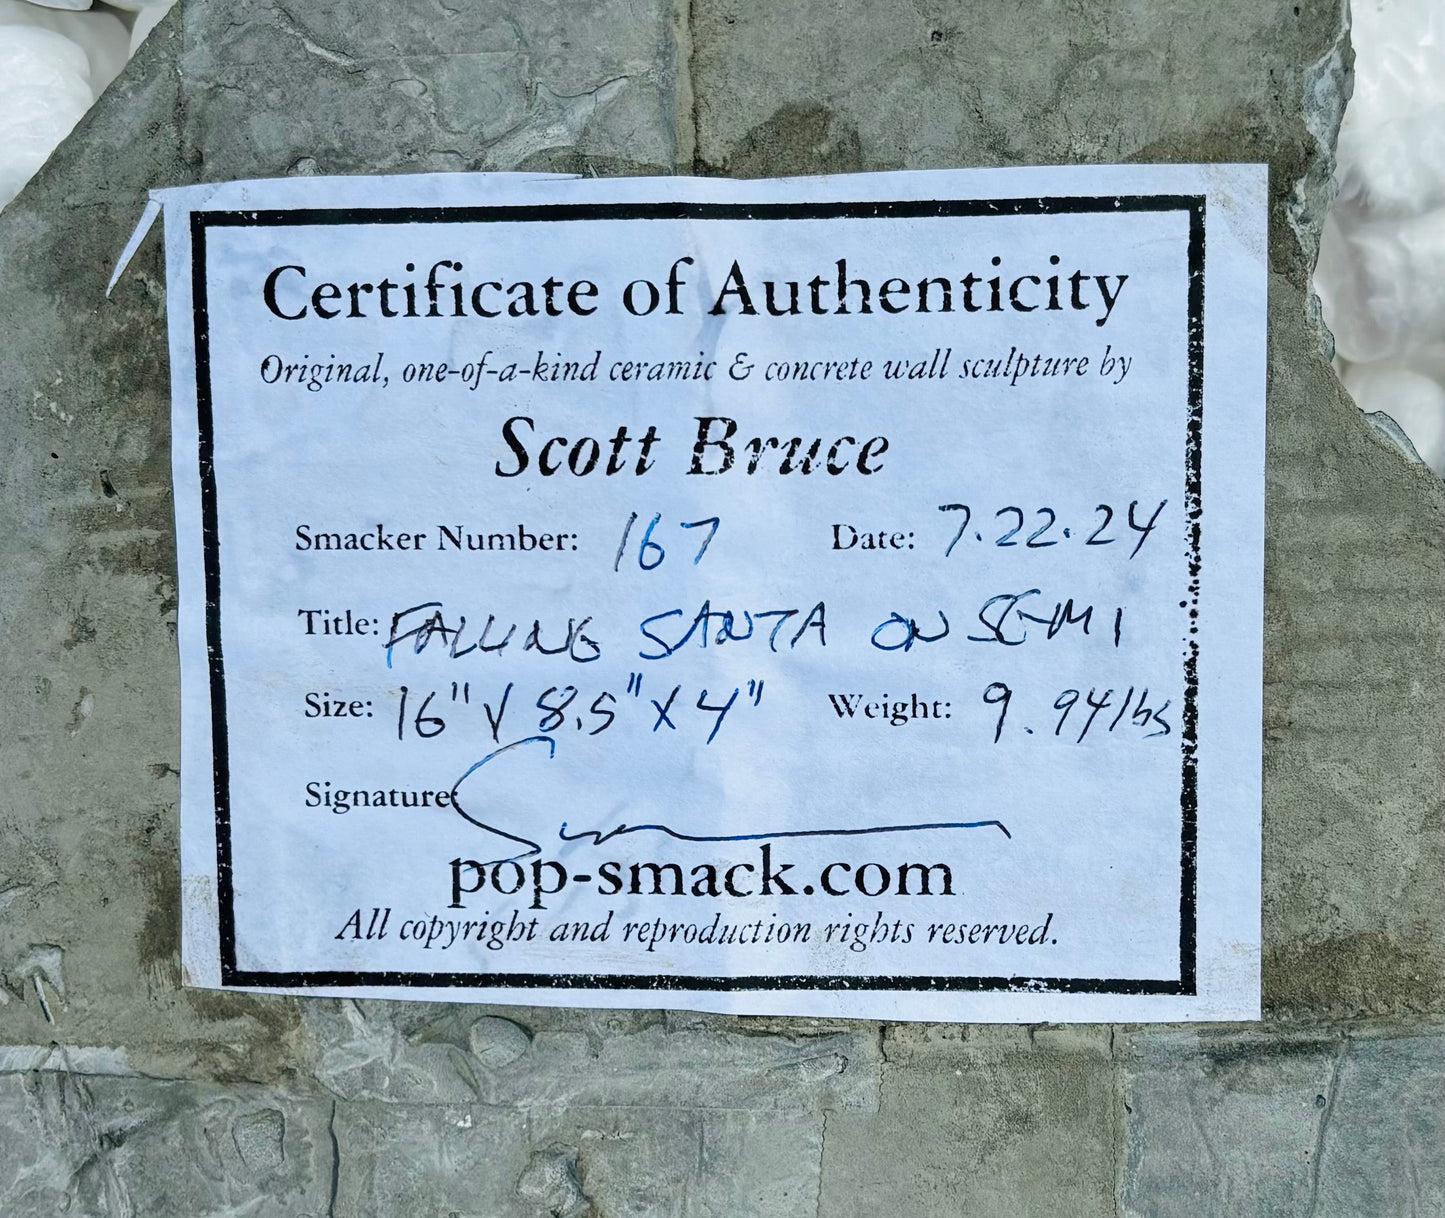 Certificate of Authenticity
Original, one-of-a-kind ceramic & concrete wall sculpture by
Scott Bruce
Smacker Number: 167 Date: 7.22.24
Title: FALLING SANTA ON SEMI
Size: 16" X 8.5" X 4" Weight: 9.94 lbs
Signature:
pop-smack.com
All copyright and reproduction rights reserved.